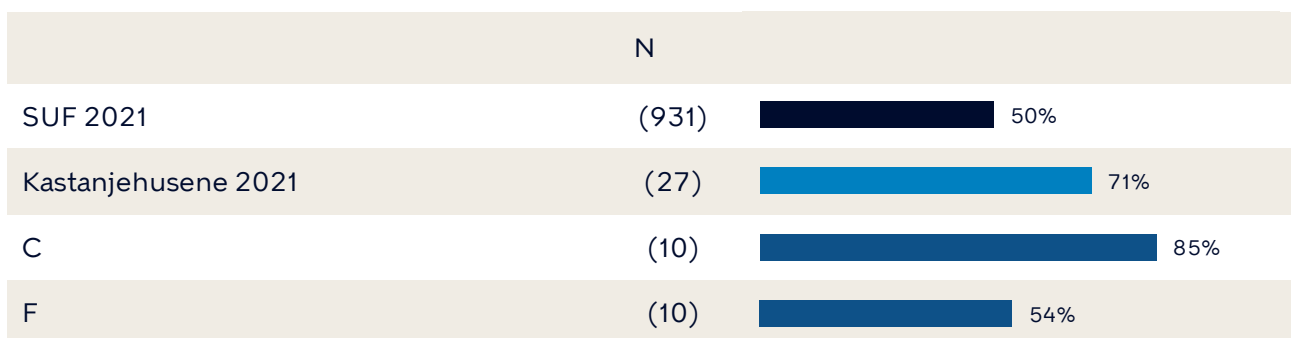 N
SUF 2021 (931) 50%
Kastanjehusene 2021 (27) 71%
C (10) 85%
F (10) 54%